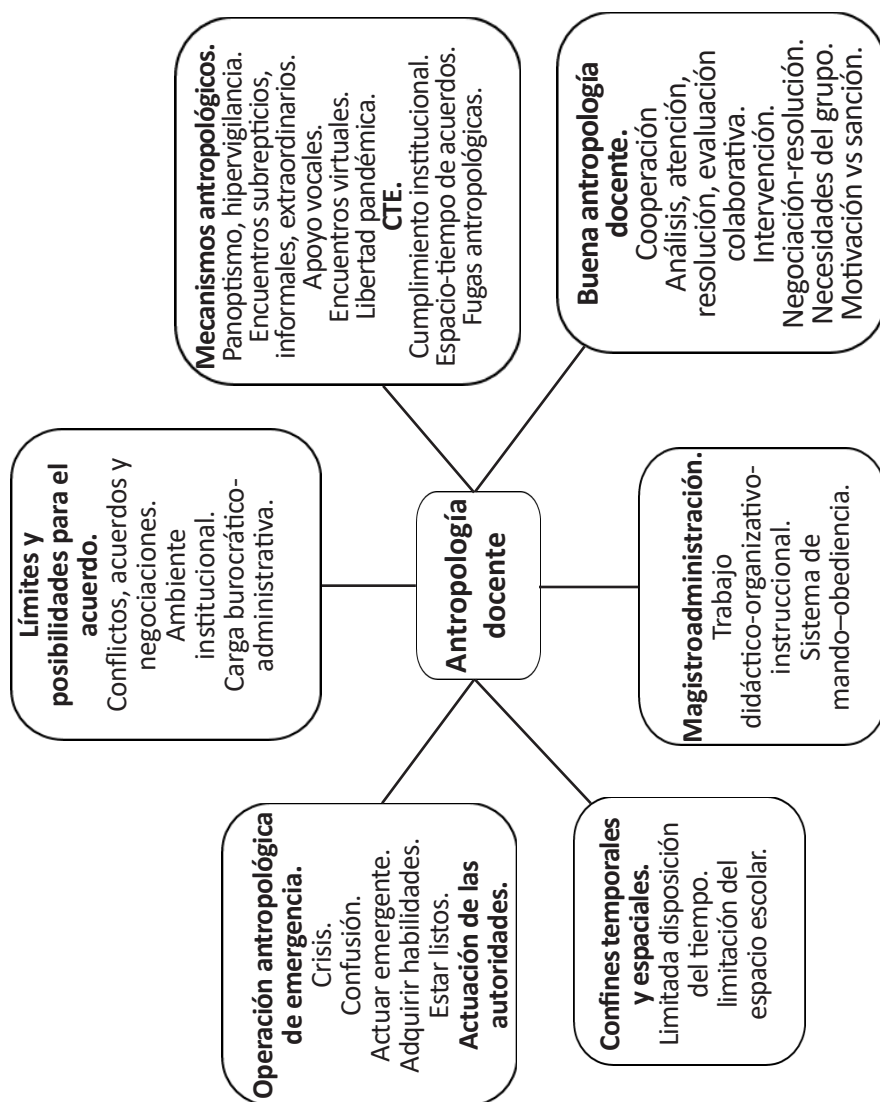 Límites y
posibilidades para el
acuerdo.
Conflictos, acuerdos y
negociaciones.
Ambiente
institucional.
Carga burocrático-
administrativa.
Operación antropológica
de emergencia.
Crisis.
Confusión.
Actuar emergente.
Adquirir habilidades.
Estar listos.
Actuación de las
autoridades.
Mecanismos antropológicos.
Panoptismo, hipervigilancia.
Encuentros subrepticios,
informales, extraordinarios.
Apoyo vocales.
Encuentros virtuales.
Libertad pandémica.
CTE.
Cumplimiento institucional.
Espacio-tiempo de acuerdos.
Fugas antropológicas.
Antropología
docente
Confines temporales
y espaciales.
Limitada disposición
del tiempo.
limitación del
espacio escolar.
Magistroadministración.
Trabajo
didáctico-organizativo-
instruccional.
Sistema de
mando–obediencia.
Buena antropología
docente.
Cooperación
Análisis, atención,
resolución, evaluación
colaborativa.
Intervención.
Negociación-resolución.
Necesidades del grupo.
Motivación vs sanción.